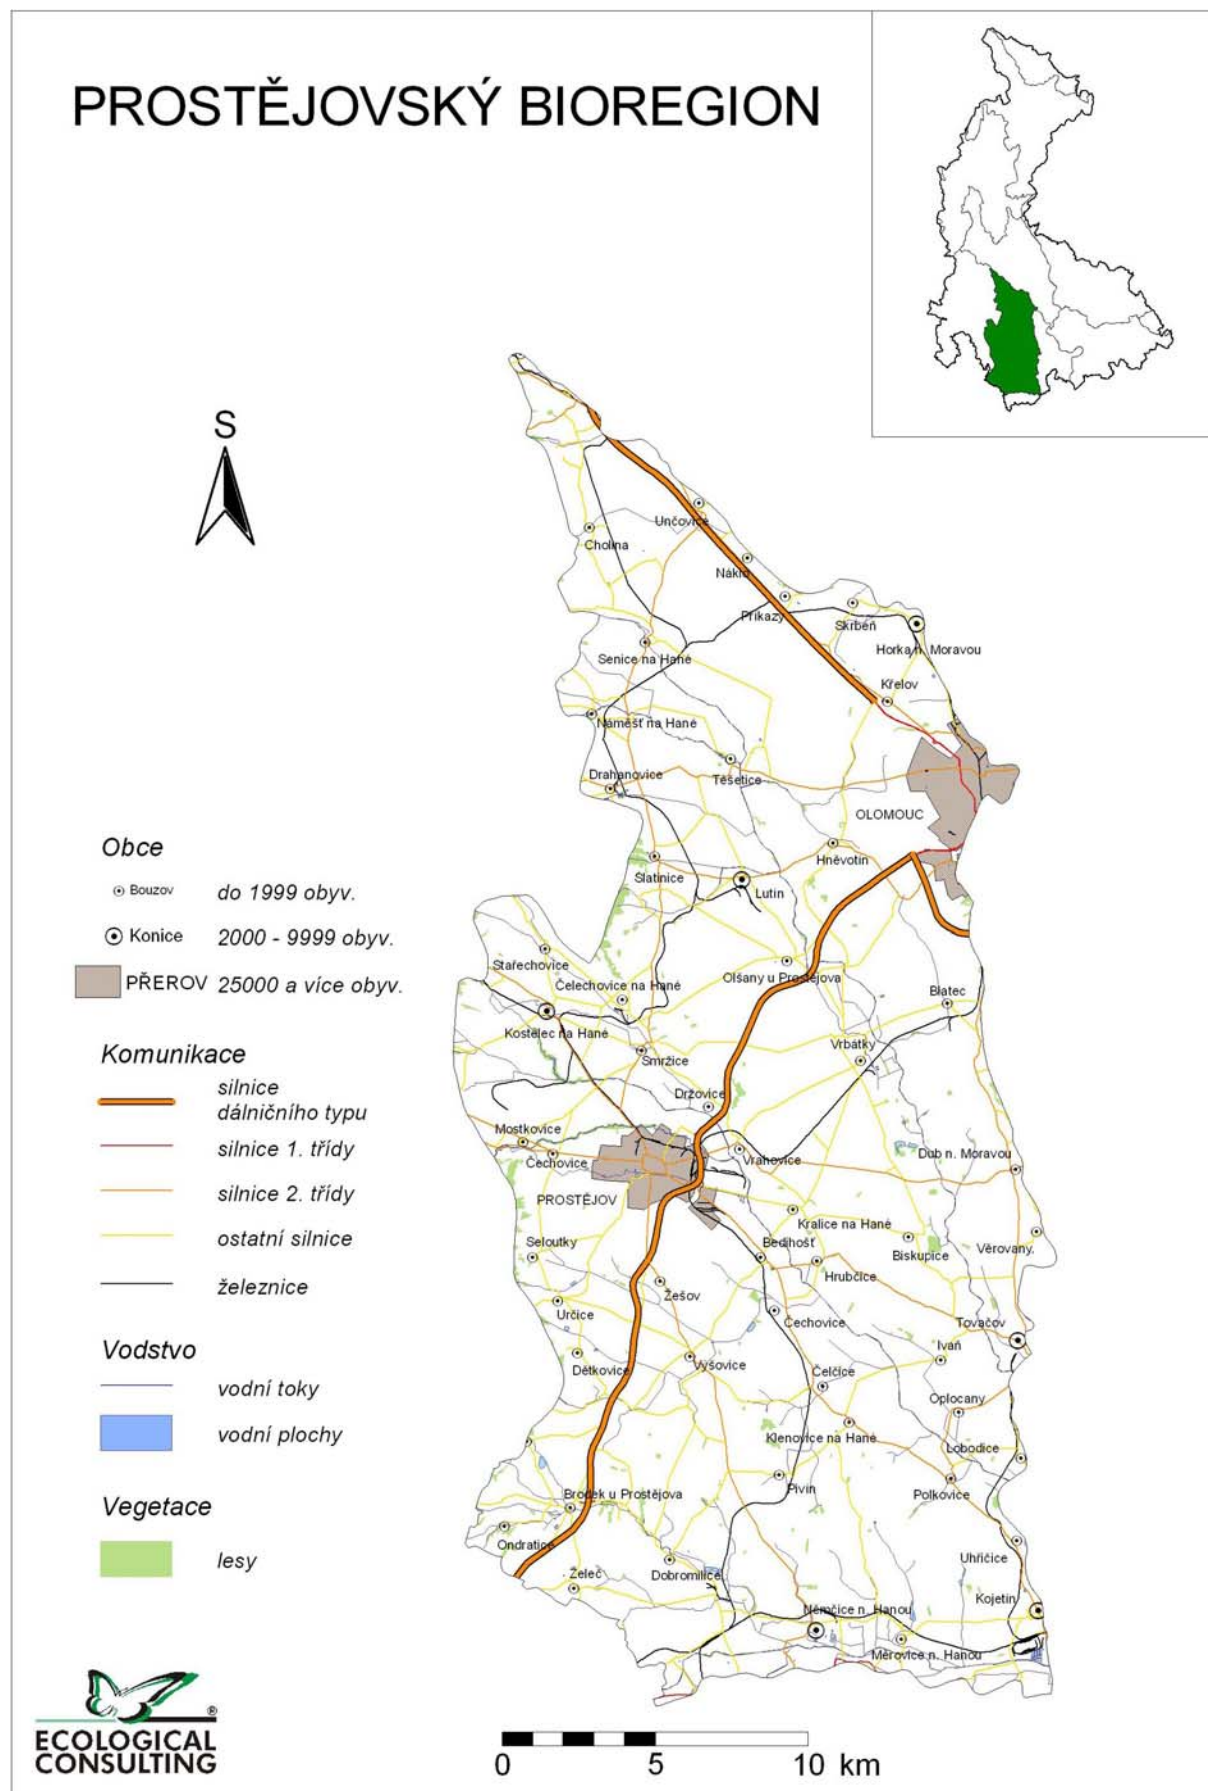 PROSTĚJOVSKÝ BIOREGION
S
Unčovice
Cholina
Náklo
Příkazy
Skrbeň
Horka n. Moravou
Senice na Hané
Křelov
Náměšť na Hané
Drahanovice
Těšetice
OLOMOUC
Hněvotín
Slatinice
Lutín
Stařechovice
Čelechovice na Hané
Olšany u Prostějova
Blatec
Kostelec na Hané
Vrbátky
Smržice
Držovice
Mostkovice
Čechovice
Vrahovice
Dub n. Moravou
PROSTĚJOV
Kralice na Hané
Seloutky
Bedihošť
Biskupice
Věrovany.
Hrubčice
Žešov
Určice
Čechovice
Tovačov
Ivaň
Dětkovice
Výšovice
Čelčice
Oplocany
Klenovice na Hané
Lobodice
Pivín
Polkovice
Brodek u Prostějova
Ondratice
Uhřičice
Želeč
Dobromilice
Kojetín
Němčice n. Hanou
Měrovice n. Hanou
Obce
Bouzov do 1999 obyv.
Konice 2000 - 9999 obyv.
PŘEROV 25000 a více obyv.
Komunikace
silnice
dálničního typu
silnice 1. třídy
silnice 2. třídy
ostatní silnice
železnice
Vodstvo
vodní toky
vodní plochy
Vegetace
lesy
®
ECOLOGICAL
CONSULTING
0 5 10 km